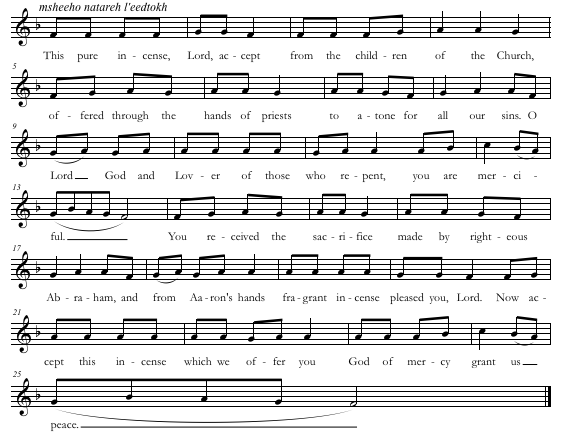 msheeho natareh l'eedtokh
This pure in - cense, Lord, ac - cept from the child - ren of the Church,
5
of - fered through the hands of priests to a - tone for all our sins. O
9
Lord God and Lov - er of those who re - pent, you are mer - ci -
13
ful. You re - ceived the sac - ri - fice made by right - eous
17
Ab - ra - ham, and from Aa - ron's hands fra - grant in - cense pleased you, Lord. Now ac -
21
cept this in - cense which we of - fer you God of mer - cy grant us
25
peace.